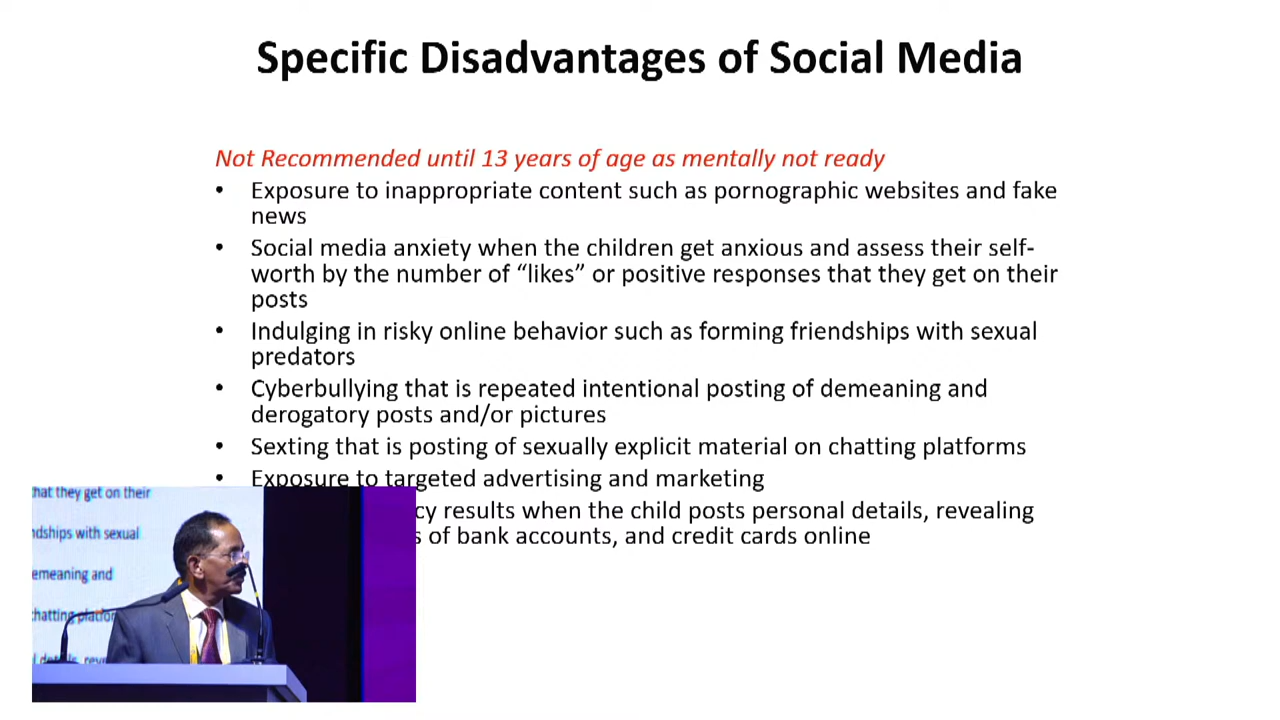 Specific Disadvantages of Social Media
Not Recommended until 13 years of age as mentally not ready
• Exposure to inappropriate content such as pornographic websites and fake
news
• Social media anxiety when the children get anxious and assess their self-
worth by the number of “likes” or positive responses that they get on their
posts
• Indulging in risky online behavior such as forming friendships with sexual
predators
• Cyberbullying that is repeated intentional posting of demeaning and
derogatory posts and/or pictures
• Sexting that is posting of sexually explicit material on chatting platforms
• Exposure to targeted advertising and marketing
results when the child posts personal details, revealing
of bank accounts, and credit cards online
that they get on their
with sexual
demeaning and
chatting